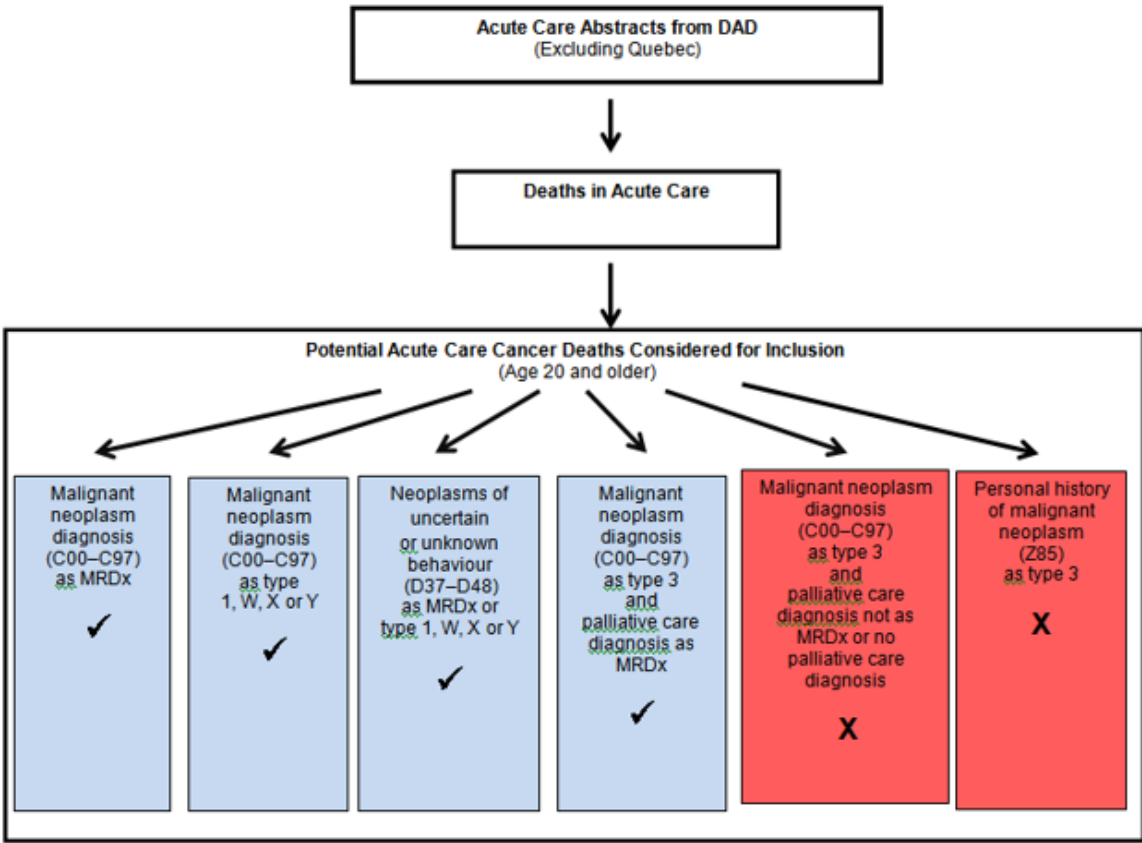 Acute Care Abstracts from DAD
(Excluding Quebec)
Deaths in Acute Care
Potential Acute Care Cancer Deaths Considered for Inclusion
(Age 20 and older)
Malignant
neoplasm
diagnosis
(C00–C97)
as MRDx
✓
Malignant
neoplasm
diagnosis
(C00–C97)
as type
1, W, X or Y
✓
Neoplasms of
uncertain
or unknown
behaviour
(D37–D48)
as MRDx or
type 1, W, X or Y
✓
Malignant
neoplasm
diagnosis
(C00–C97)
as type 3
and
palliative care
diagnosis as
MRDx
✓
Malignant neoplasm
diagnosis
(C00–C97)
as type 3
and
palliative care
diagnosis not as
MRDx or no
palliative care
diagnosis
X
Personal history
of malignant
neoplasm
(Z85)
as type 3
X